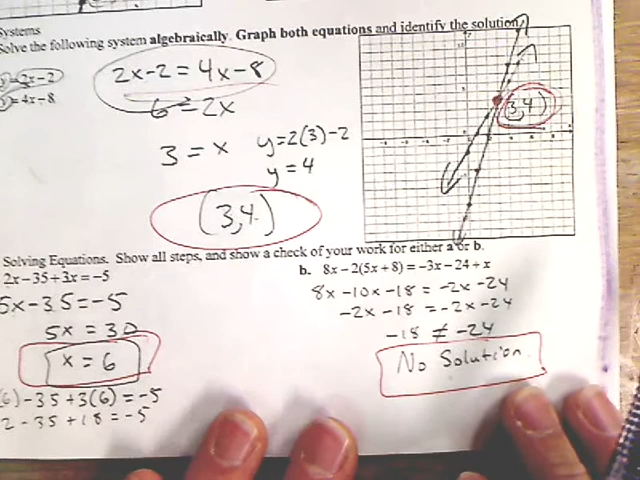 Systems
Solve the following system algebraically. Graph both equations and identify the solution.
y=2x-2
y=4x-8
2x-2=4x-8
6=2x
3=x
y=2(3)-2
y=4
(3,4)
(3,4)
Solving Equations. Show all steps, and show a check of your work for either a or b.
2x-35+3x=-5
5x-35=-5
5x=30
x=6
(6)-35+3(6)=-5
2-35+18=-5
b. 8x-2(5x+8)=-3x-24+x
8x-10x-18=-2x-24
-2x-18=-2x-24
-18≠-24
No Solution